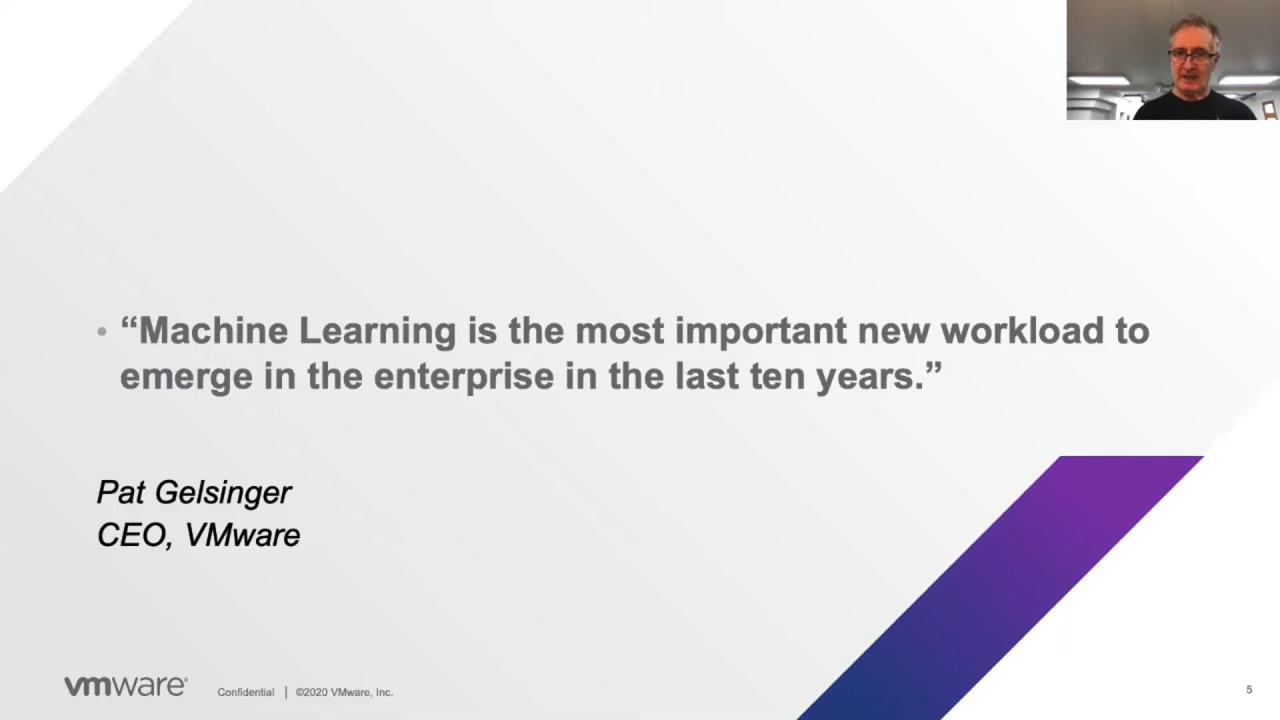 • “Machine Learning is the most important new workload to
emerge in the enterprise in the last ten years.”
Pat Gelsinger
CEO, VMware
vmware®
Confidential | ©2020 VMware, Inc.
5